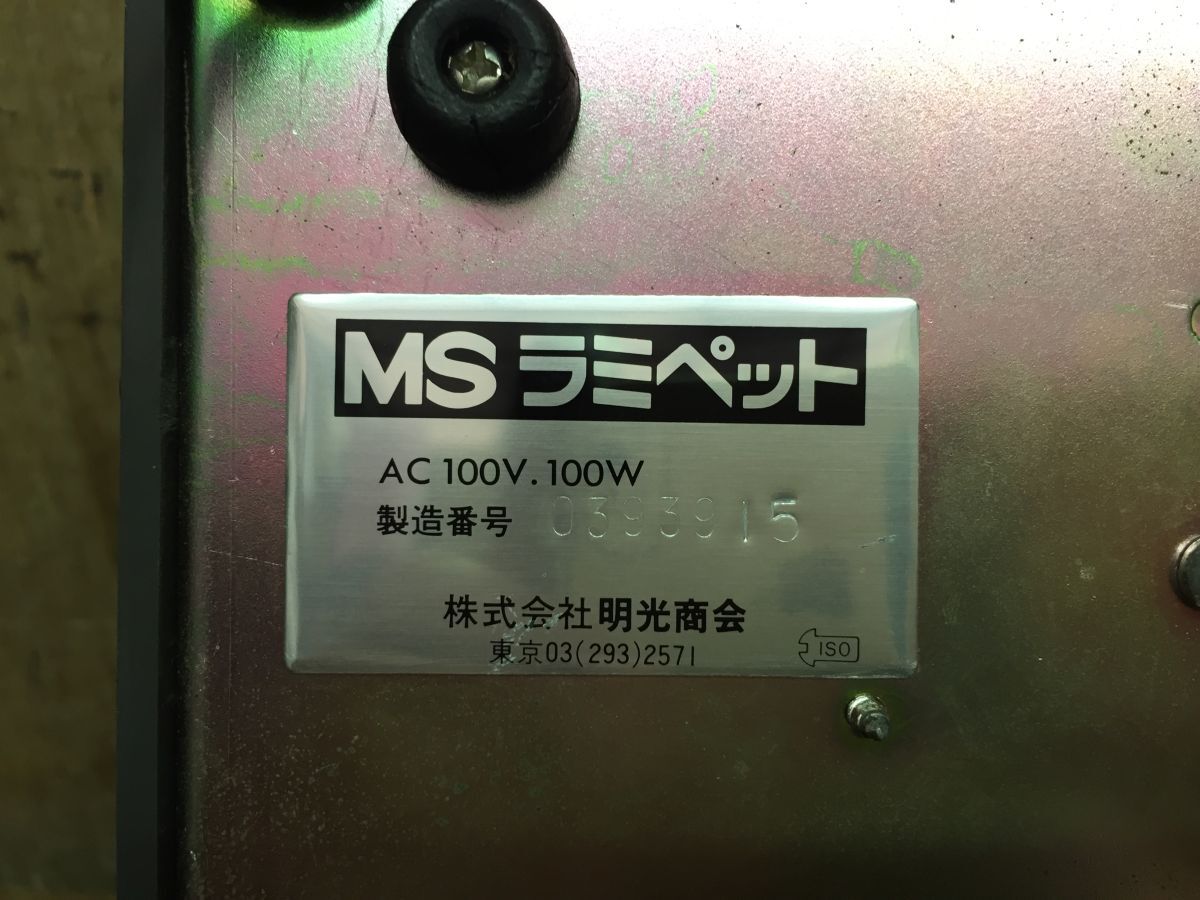 MS ラミペット
AC 100V. 100W
製造番号 0393915
株式会社明光商会
東京03(293)2571
ISO